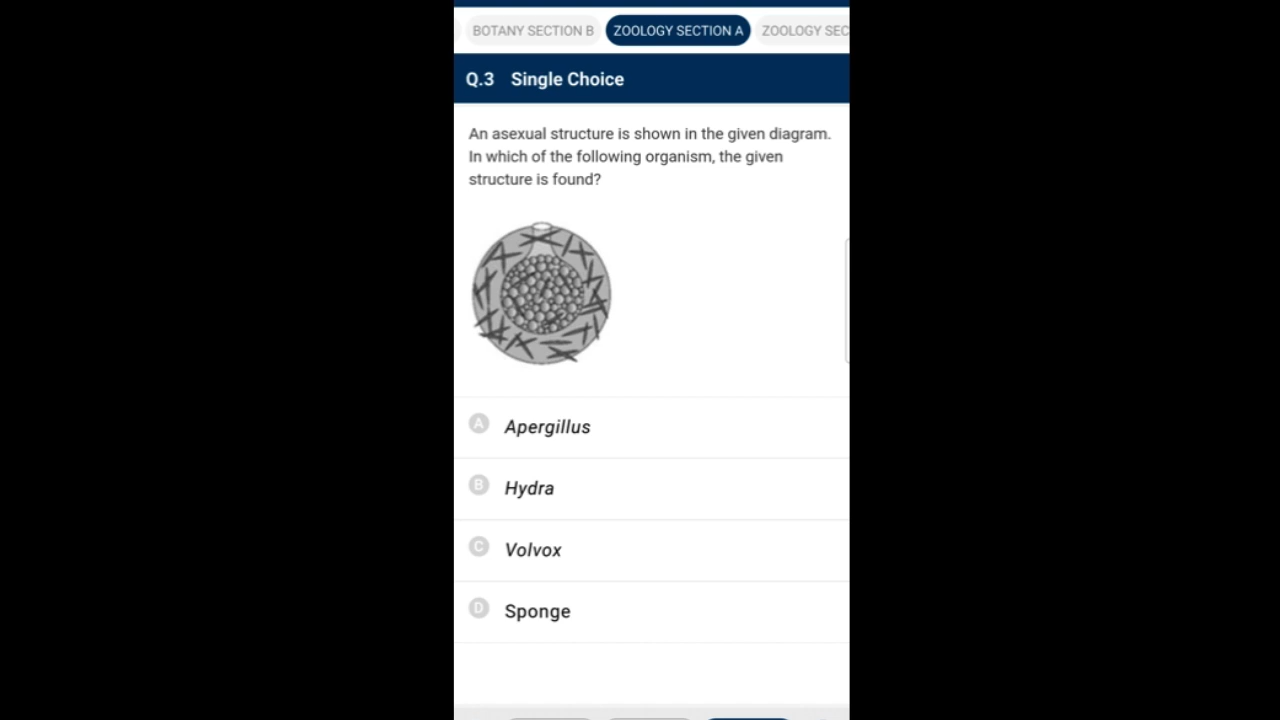 BOTANY SECTION B ZOOLOGY SECTION A ZOOLOGY SEC
Q.3 Single Choice
An asexual structure is shown in the given diagram.
In which of the following organism, the given
structure is found?
A Apergillus
B Hydra
C Volvox
D Sponge